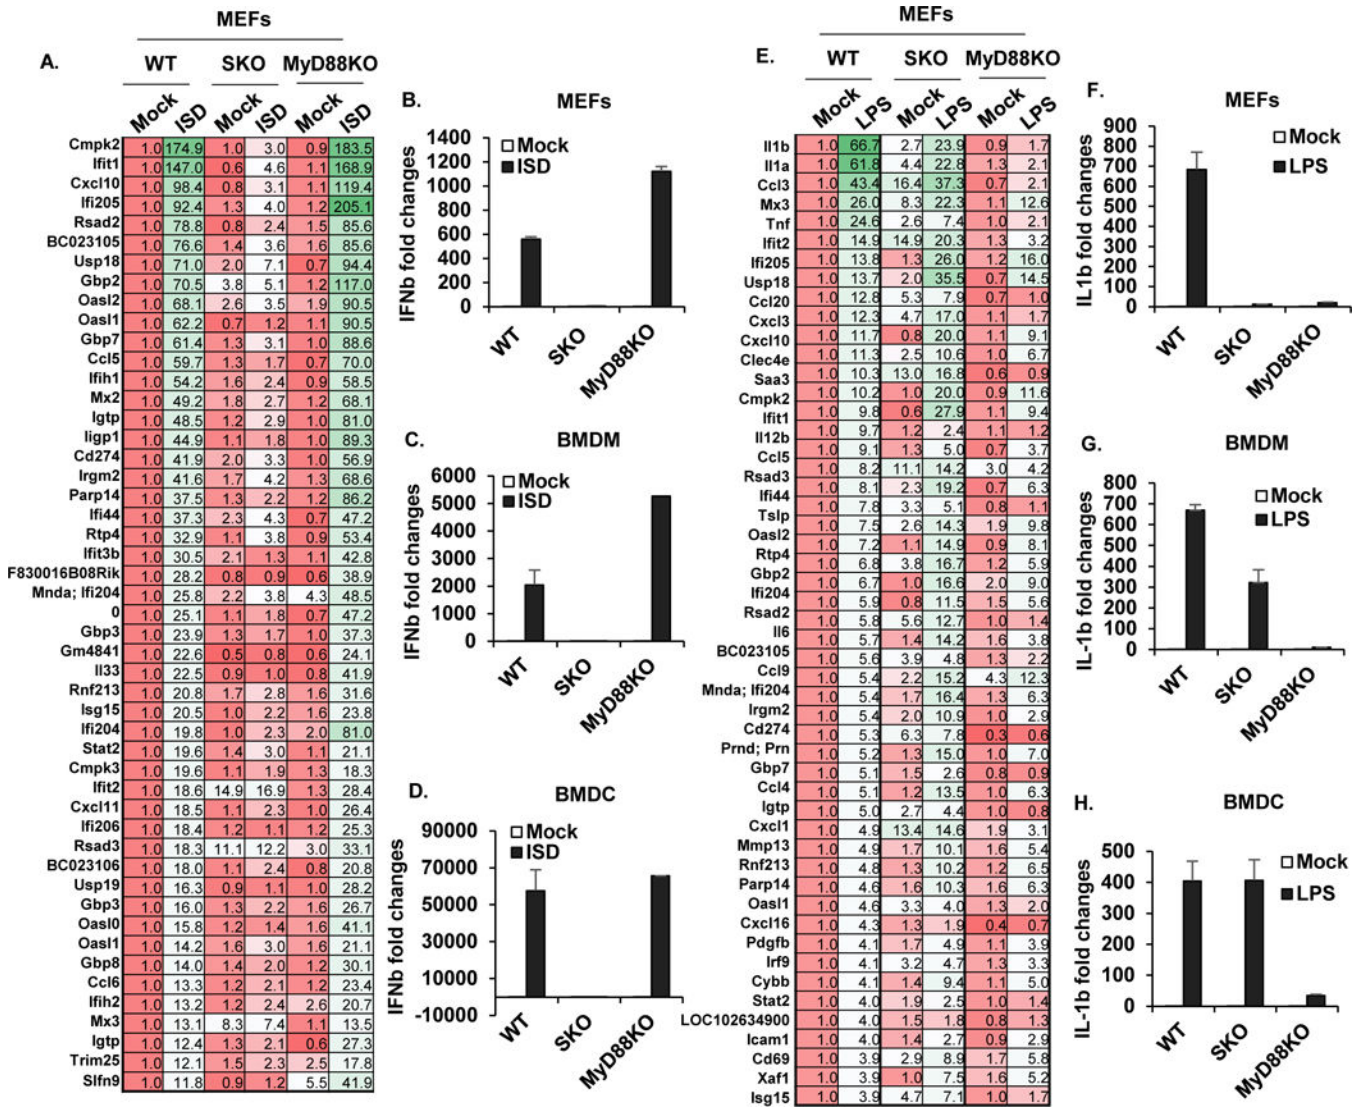 MEFs
A.
WT SKO MyD88KO
Mock ISD Mock ISD Mock ISD
Cmpk2 1.0 174.9 1.0 3.0 0.9 183.5
Ifit1 1.0 147.0 0.6 4.6 1.1 168.9
Cxcl10 1.0 98.4 0.8 3.1 1.1 119.4
Ifi205 1.0 92.4 1.3 4.0 1.2 205.1
Rsad2 1.0 78.8 0.8 2.4 1.5 85.6
BC023105 1.0 76.6 1.4 3.6 1.6 85.6
Usp18 1.0 71.0 2.0 7.1 0.7 94.4
Gbp2 1.0 70.5 3.8 5.1 1.2 117.0
Oasl2 1.0 68.1 2.6 3.5 1.9 90.5
Oasl1 1.0 62.2 0.7 1.2 1.1 90.5
Gbp7 1.0 61.4 1.3 3.1 1.0 88.6
Ccl5 1.0 59.7 1.3 1.7 0.7 70.0
Ifih1 1.0 54.2 1.6 2.4 0.9 58.5
Mx2 1.0 49.2 1.8 2.7 1.2 68.1
Igtp 1.0 48.5 1.2 2.9 1.0 81.0
Iigp1 1.0 44.9 1.1 1.8 1.0 89.3
Cd274 1.0 41.9 2.0 3.3 1.0 56.9
Irgm2 1.0 41.6 1.7 4.2 1.3 68.6
Parp14 1.0 37.5 1.3 2.2 1.2 86.2
Ifi44 1.0 37.3 2.3 4.3 0.7 47.2
Rtp4 1.0 32.9 1.1 3.8 0.9 53.4
Ifit3b 1.0 30.5 2.1 1.3 1.1 42.8
F830016B08Rik 1.0 28.2 0.8 0.9 0.6 38.9
Mnda; Ifi204 1.0 25.8 2.2 3.8 4.3 48.5
0 1.0 25.1 1.1 1.8 0.7 47.2
Gbp3 1.0 23.9 1.3 1.7 1.0 37.3
Gm4841 1.0 22.6 0.5 0.8 0.6 24.1
Il33 1.0 22.5 0.9 1.0 0.8 41.9
Rnf213 1.0 20.8 1.7 2.8 1.6 31.6
Isg15 1.0 20.5 1.0 2.2 1.6 23.8
Ifi204 1.0 19.8 1.0 2.3 2.0 81.0
Stat2 1.0 19.6 1.4 3.0 1.1 21.1
Cmpk3 1.0 19.6 1.1 1.9 1.3 18.3
Ifit2 1.0 18.6 14.9 16.9 1.3 28.4
Cxcl11 1.0 18.5 1.1 2.3 1.0 26.4
Ifi206 1.0 18.4 1.2 1.1 1.2 25.3
Rsad3 1.0 18.3 11.1 12.2 3.0 33.1
BC023106 1.0 18.0 1.1 2.4 0.8 20.8
Usp19 1.0 16.3 0.9 1.1 1.0 28.2
Gbp3 1.0 16.0 1.3 2.2 1.6 26.7
Oasl0 1.0 15.8 1.2 1.4 1.6 41.1
Oasl1 1.0 14.2 1.6 3.0 1.6 21.1
Gbp8 1.0 14.0 1.4 2.0 1.2 30.1
Ccl6 1.0 13.3 1.2 2.1 1.2 23.4
Ifih2 1.0 13.2 1.2 2.4 2.6 20.7
Mx3 1.0 13.1 8.3 7.4 1.1 13.5
Igtp 1.0 12.4 1.3 2.1 0.6 27.3
Trim25 1.0 12.1 1.5 2.3 2.5 17.8
Slfn9 1.0 11.8 0.9 1.2 5.5 41.9
B.
MEFs
IFNb fold changes
1400
1200
1000
800
600
400
200
0
Mock
ISD
WT SKO MyD88KO
C.
BMDM
IFNb fold changes
6000
5000
4000
3000
2000
1000
0
Mock
ISD
WT SKO MyD88KO
D.
BMDC
IFNb fold changes
90000
70000
50000
30000
10000
-10000
Mock
ISD
WT SKO MyD88KO
MEFs
E.
WT SKO MyD88KO
Mock LPS Mock LPS Mock LPS
Il1b 1.0 66.7 2.7 23.9 0.9 1.7
Il1a 1.0 61.8 4.4 22.8 1.3 2.1
Ccl3 1.0 43.4 16.4 37.3 0.7 2.1
Mx3 1.0 26.0 8.3 22.3 1.1 12.6
Tnf 1.0 24.6 2.6 7.4 1.0 2.1
Ifit2 1.0 14.9 14.9 20.3 1.3 3.2
Ifi205 1.0 13.8 1.3 26.0 1.2 16.0
Usp18 1.0 13.7 2.0 35.5 0.7 14.5
Ccl20 1.0 12.8 5.3 7.9 0.7 1.0
Cxcl3 1.0 12.3 4.7 17.0 1.1 1.7
Cxcl10 1.0 11.7 0.8 20.0 1.1 9.1
Clec4e 1.0 11.3 2.5 10.6 1.0 6.7
Saa3 1.0 10.3 13.0 16.8 0.6 0.9
Cmpk2 1.0 10.2 1.0 20.0 0.9 11.6
Ifit1 1.0 9.8 0.6 27.9 1.1 9.4
Il12b 1.0 9.7 1.2 2.4 1.1 1.2
Ccl5 1.0 9.1 1.3 5.0 0.7 3.7
Rsad3 1.0 8.2 11.1 14.2 3.0 4.2
Ifi44 1.0 8.1 2.3 19.2 0.7 6.3
Tslp 1.0 7.8 3.3 5.1 0.8 1.1
Oasl2 1.0 7.5 2.6 14.3 1.9 9.8
Rtp4 1.0 7.2 1.1 14.9 0.9 8.1
Gbp2 1.0 6.8 3.8 16.7 1.2 5.9
Ifi204 1.0 6.7 1.0 16.6 2.0 9.0
Rsad2 1.0 5.9 0.8 11.5 1.5 5.6
Il6 1.0 5.8 5.6 12.7 1.0 1.4
BC023105 1.0 5.7 1.4 14.2 1.6 3.8
Ccl9 1.0 5.6 3.9 4.8 1.3 2.2
Mnda; Ifi204 1.0 5.4 2.2 15.2 4.3 12.3
Irgm2 1.0 5.4 1.7 16.4 1.3 6.3
Cd274 1.0 5.4 2.0 10.9 1.0 2.9
Prnd; Prn 1.0 5.3 6.3 7.8 0.3 0.6
Gbp7 1.0 5.2 1.3 15.0 1.0 7.0
Ccl4 1.0 5.1 1.5 2.6 0.8 0.9
Igtp 1.0 5.1 1.2 13.5 1.0 6.3
Cxcl1 1.0 5.0 2.7 4.4 1.0 0.8
Mmp13 1.0 4.9 13.4 14.6 1.9 3.1
Rnf213 1.0 4.9 1.7 10.1 1.6 5.4
Parp14 1.0 4.8 1.3 10.2 1.2 6.5
Oasl1 1.0 4.6 1.6 10.3 1.6 6.3
Cxcl16 1.0 4.6 3.3 4.0 1.3 2.0
Pdgfb 1.0 4.3 1.3 1.9 0.4 0.7
Irf9 1.0 4.1 1.7 4.9 1.1 3.9
Cybb 1.0 4.1 3.2 4.7 1.3 3.3
Stat2 1.0 4.1 1.4 9.4 1.1 5.0
LOC102634900 1.0 4.0 1.9 2.5 1.0 1.4
Icam1 1.0 4.0 1.5 1.8 0.8 1.3
Cd69 1.0 4.0 1.4 2.7 0.9 2.9
Xaf1 1.0 3.9 2.9 8.9 1.7 5.8
Isg15 1.0 3.9 1.0 7.5 1.6 5.2
1.0 3.9 4.7 7.1 1.0 1.7
F.
MEFs
IL1b fold changes
900
800
700
600
500
400
300
200
100
0
Mock
LPS
WT SKO MyD88KO
G.
BMDM
IL-1b fold changes
800
700
600
500
400
300
200
100
0
Mock
LPS
WT SKO MyD88KO
H.
BMDC
IL-1b fold changes
500
400
300
200
100
0
Mock
LPS
WT SKO MyD88KO